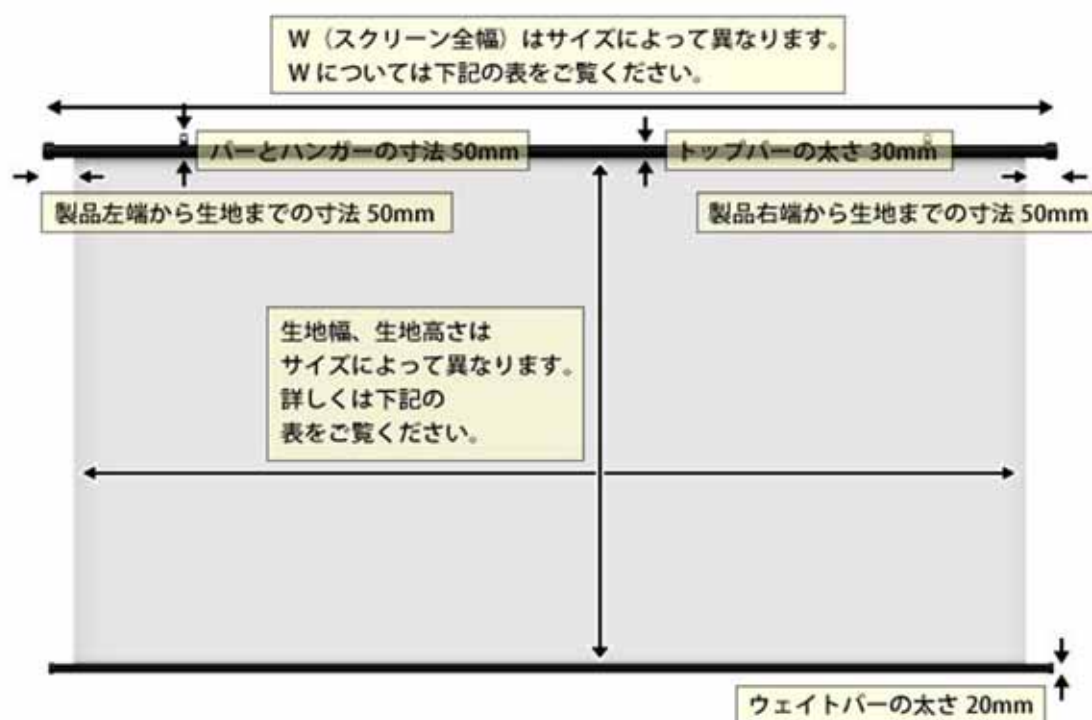 W（スクリーン全幅）はサイズによって異なります。
W については下記の表をご覧ください。
バーとハンガーの寸法 50mm
トップバーの太さ 30mm
製品左端から生地までの寸法 50mm
製品右端から生地までの寸法 50mm
生地幅、生地高さは
サイズによって異なります。
詳しくは下記の
表をご覧ください。
ウェイトバーの太さ 20mm